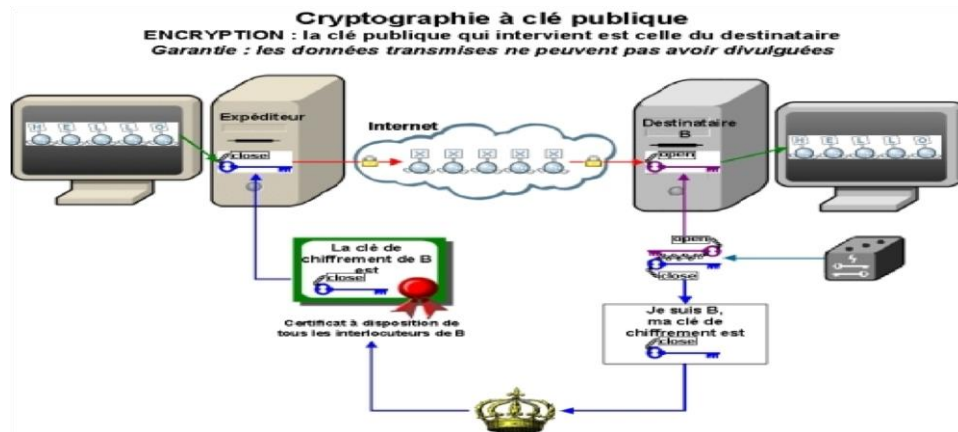 Cryptographie à clé publique
ENCRYPTION : la clé publique qui intervient est celle du destinataire
Garantie : les données transmises ne peuvent pas avoir divulguées
Expéditeur
Internet
Destinataire
B
H E L L O
close
X X X X X
open
H E L L O
open
close
La clé de
chiffrement de B
est
close
Certificat à disposition de
tous les interlocuteurs de B
Je suis B,
ma clé de
chiffrement est
close